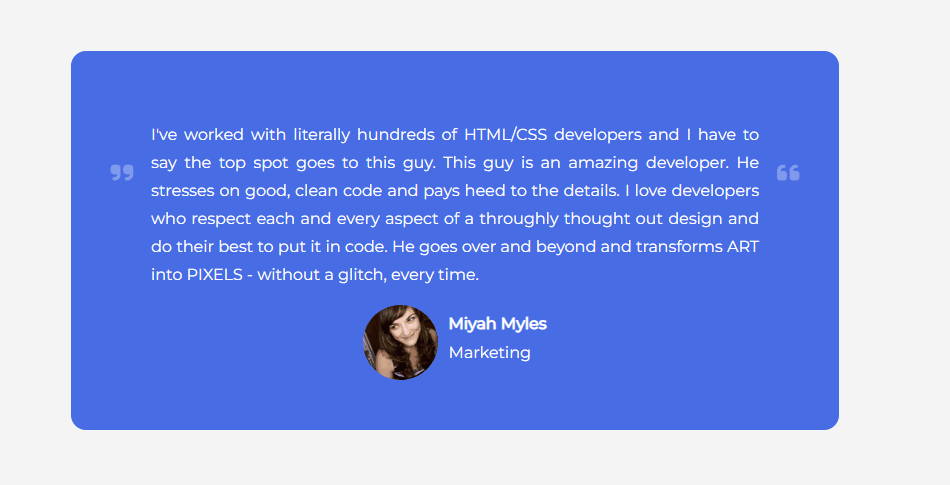 I've worked with literally hundreds of HTML/CSS developers and I have to
say the top spot goes to this guy. This guy is an amazing developer. He
stresses on good, clean code and pays heed to the details. I love developers
who respect each and every aspect of a throughly thought out design and
do their best to put it in code. He goes over and beyond and transforms ART
into PIXELS - without a glitch, every time.
Miyah Myles
Marketing